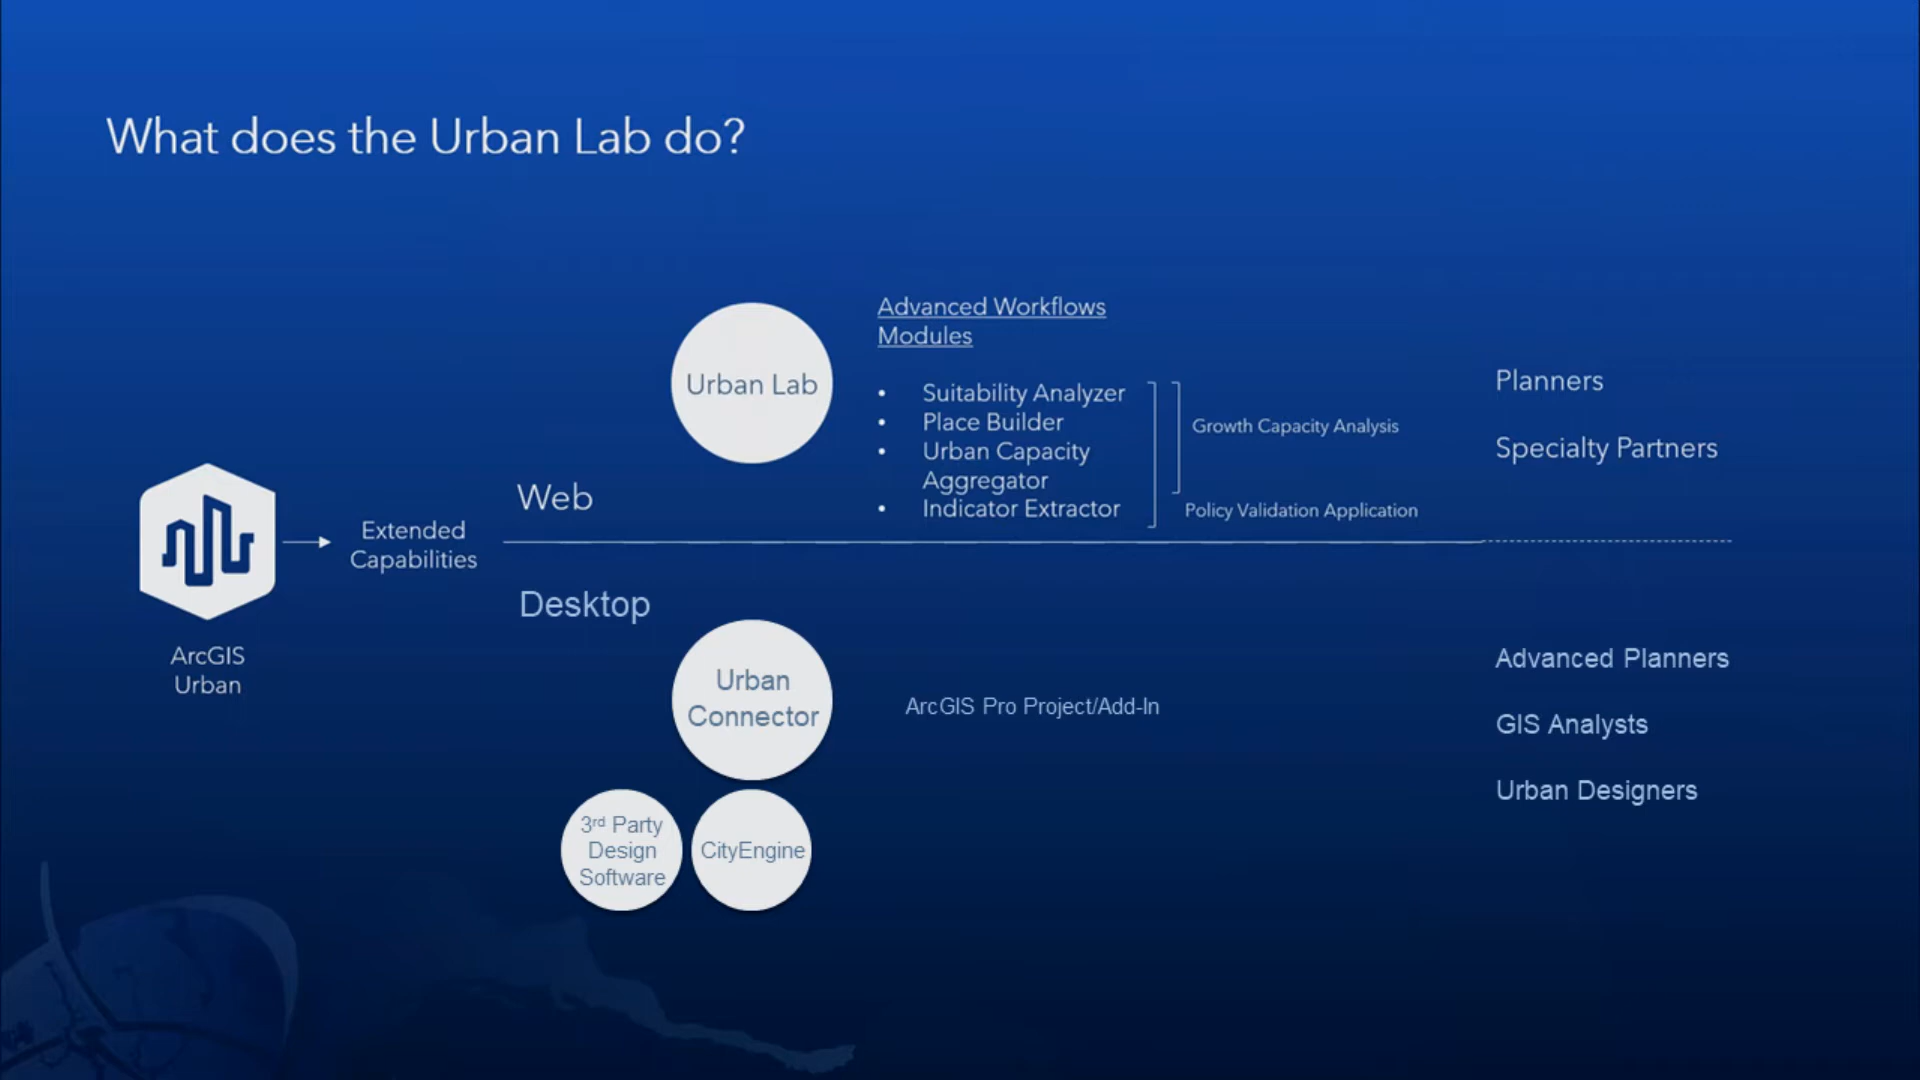 What does the Urban Lab do?
Advanced Workflows
Modules
Urban Lab
• Suitability Analyzer
• Place Builder
• Urban Capacity
Aggregator
• Indicator Extractor
Growth Capacity Analysis
Policy Validation Application
Planners
Specialty Partners
Web
Extended
Capabilities
ArcGIS
Urban
Desktop
Urban
Connector
ArcGIS Pro Project/Add-In
3rd Party
Design
Software
CityEngine
Advanced Planners
GIS Analysts
Urban Designers